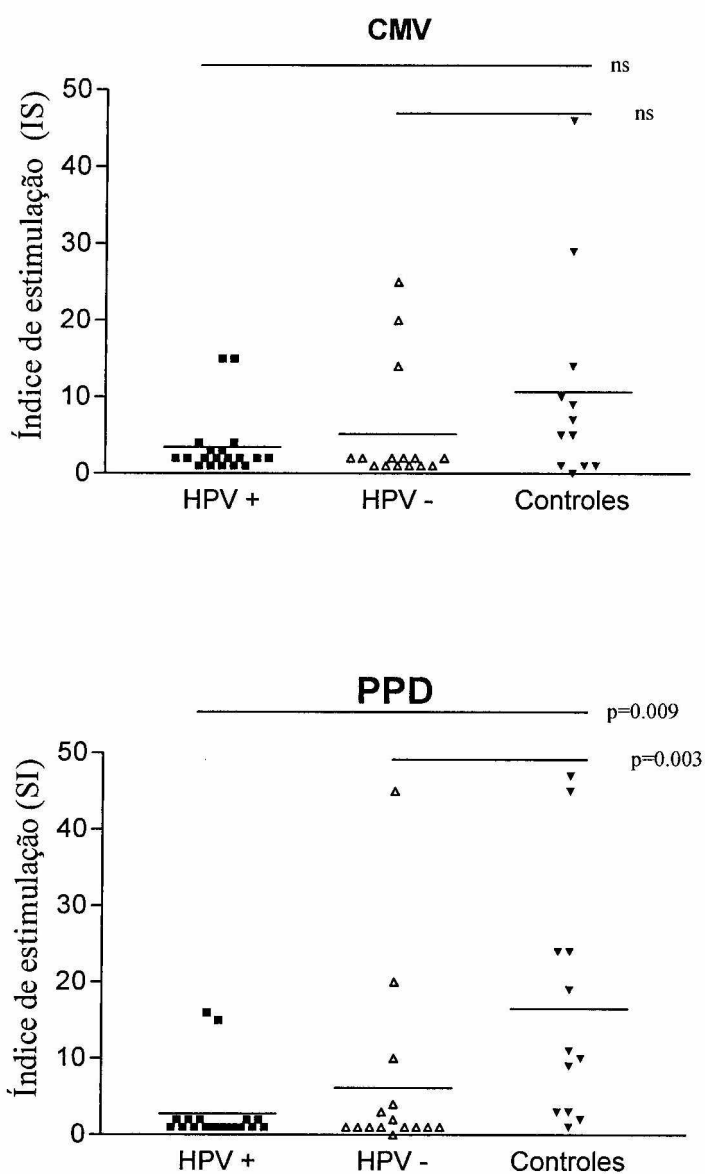 CMV
ns
ns
Índice de estimulação (IS)
50
40
30
20
10
0
HPV + HPV - Controles
PPD
p=0.009
p=0.003
Índice de estimulação (SI)
50
40
30
20
10
0
HPV + HPV - Controles